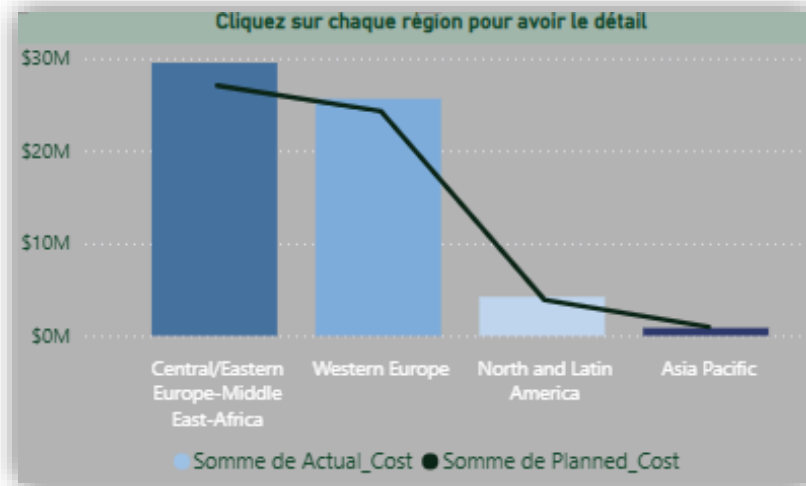 Cliquez sur chaque région pour avoir le détail
$30M
$20M
$10M
$0M
Central/Eastern
Europe-Middle
East-Africa
Western Europe
North and Latin
America
Asia Pacific
Somme de Actual_Cost
Somme de Planned_Cost